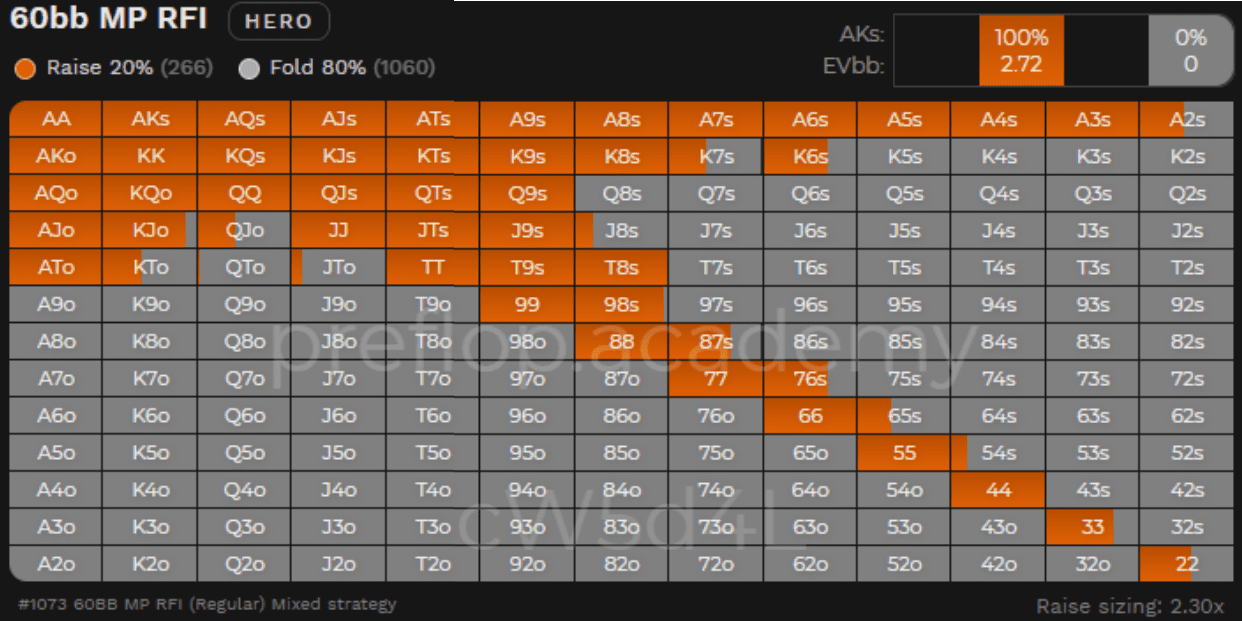 60bb MP RFI HERO
Raise 20% (266) Fold 80% (1060)
AKs: 100% 0%
EVbb: 2.72 0
AA AKs AQs AJs ATs A9s A8s A7s A6s A5s A4s A3s A2s
AKo KK KQs KJs KTs K9s K8s K7s K6s K5s K4s K3s K2s
AQo KQo QQ QJs QTs Q9s Q8s Q7s Q6s Q5s Q4s Q3s Q2s
AJo KJo QJo JJ JTs J9s J8s J7s J6s J5s J4s J3s J2s
ATo KTo QTo JTo TT T9s T8s T7s T6s T5s T4s T3s T2s
A9o K9o Q9o J9o T9o 99 98s 97s 96s 95s 94s 93s 92s
A8o K8o Q8o J8o T8o 98o 88 87s 86s 85s 84s 83s 82s
preflop.academy
A7o K7o Q7o J7o T7o 97o 87o 77 76s 75s 74s 73s 72s
A6o K6o Q6o J6o T6o 96o 86o 76o 66 65s 64s 63s 62s
A5o K5o Q5o J5o T5o 95o 85o 75o 65o 55 54s 53s 52s
A4o K4o Q4o J4o T4o 94o 84o 74o 64o 54o 44 43s 42s
A3o K3o Q3o J3o T3o 93o 83o 73o 63o 53o 43o 33 32s
cW5d4L
A2o K2o Q2o J2o T2o 92o 82o 72o 62o 52o 42o 32o 22
#1073 60BB MP RFI (Regular) Mixed strategy Raise sizing: 2.30x